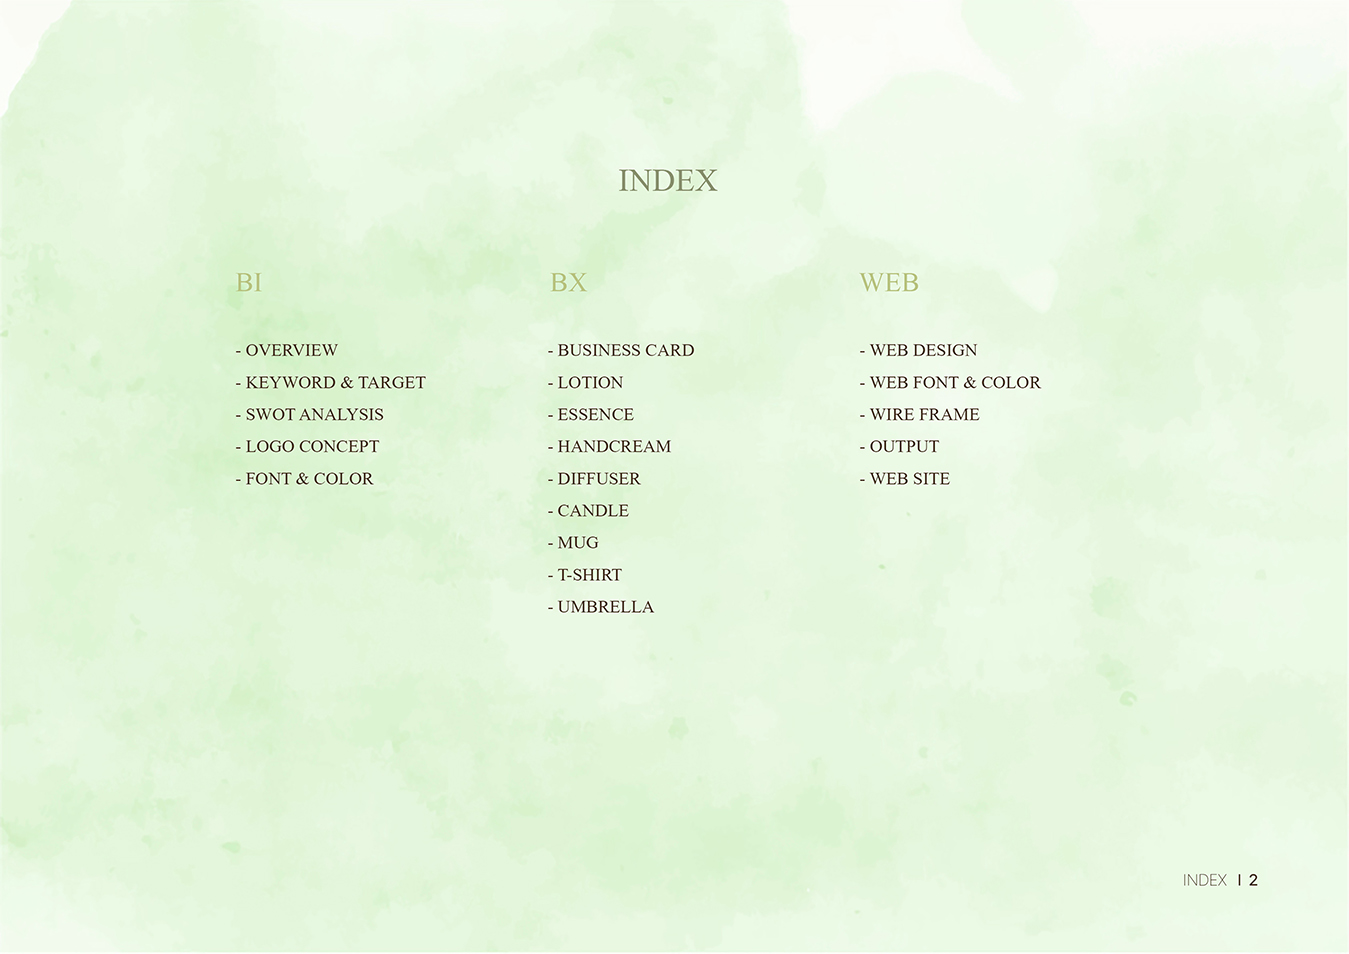 INDEX
BI
- OVERVIEW
- KEYWORD & TARGET
- SWOT ANALYSIS
- LOGO CONCEPT
- FONT & COLOR
BX
- BUSINESS CARD
- LOTION
- ESSENCE
- HANDCREAM
- DIFFUSER
- CANDLE
- MUG
- T-SHIRT
- UMBRELLA
WEB
- WEB DESIGN
- WEB FONT & COLOR
- WIRE FRAME
- OUTPUT
- WEB SITE
INDEX I 2